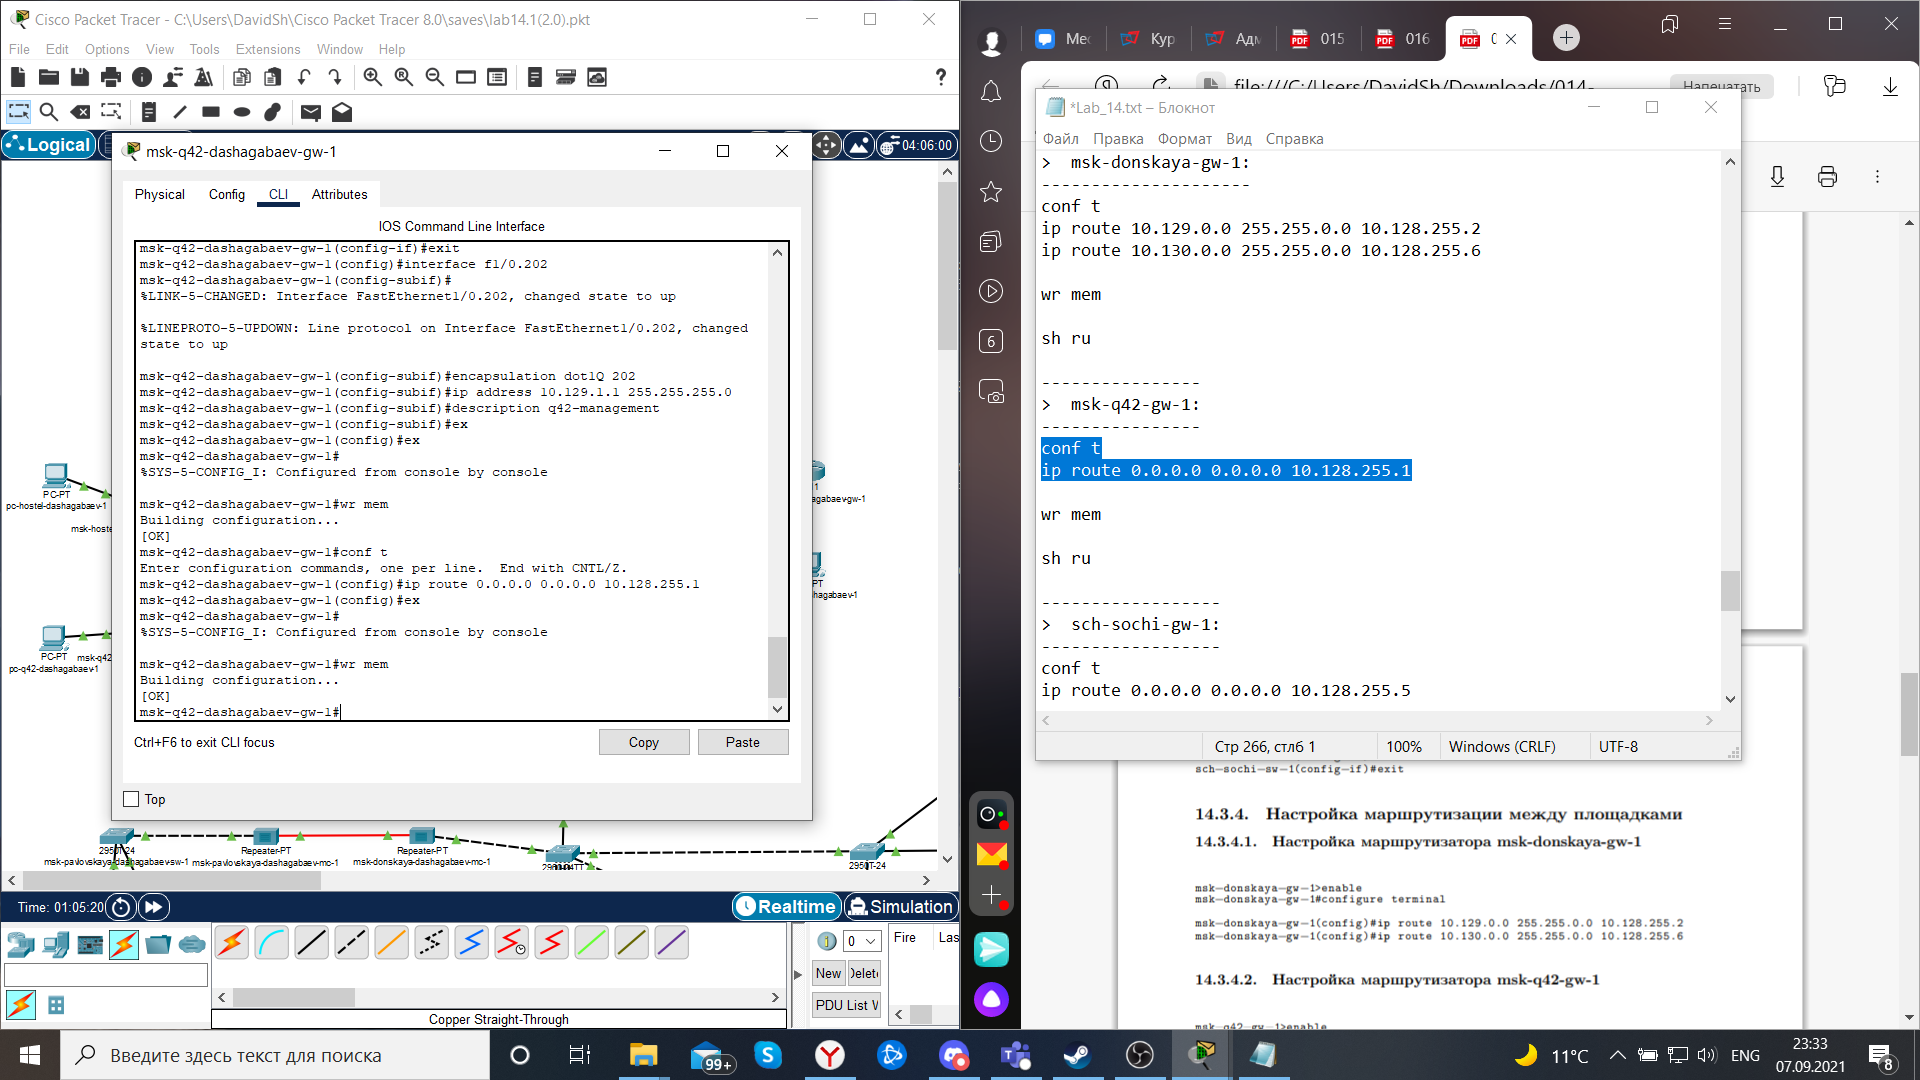 Cisco Packet Tracer - C:\Users\DavidSh\Cisco Packet Tracer 8.0\saves\lab14.1(2.0).pkt
File Edit Options View Tools Extensions Window Help
Logical
04:06:00
msk-q42-dashagabaev-gw-1
Physical Config CLI Attributes
IOS Command Line Interface
msk-q42-dashagabaev-gw-1(config-if)#exit
msk-q42-dashagabaev-gw-1(config)#interface f1/0.202
msk-q42-dashagabaev-gw-1(config-subif)#
%LINK-5-CHANGED: Interface FastEthernet1/0.202, changed state to up
%LINEPROTO-5-UPDOWN: Line protocol on Interface FastEthernet1/0.202, changed
state to up
msk-q42-dashagabaev-gw-1(config-subif)#encapsulation dot1Q 202
msk-q42-dashagabaev-gw-1(config-subif)#ip address 10.129.1.1 255.255.255.0
msk-q42-dashagabaev-gw-1(config-subif)#description q42-management
msk-q42-dashagabaev-gw-1(config-subif)#ex
msk-q42-dashagabaev-gw-1(config)#ex
msk-q42-dashagabaev-gw-1#
%SYS-5-CONFIG_I: Configured from console by console
msk-q42-dashagabaev-gw-1#wr mem
Building configuration...
[OK]
msk-q42-dashagabaev-gw-1#conf t
Enter configuration commands, one per line.  End with CNTL/Z.
msk-q42-dashagabaev-gw-1(config)#ip route 0.0.0.0 0.0.0.0 10.128.255.1
msk-q42-dashagabaev-gw-1(config)#ex
msk-q42-dashagabaev-gw-1#
%SYS-5-CONFIG_I: Configured from console by console
msk-q42-dashagabaev-gw-1#wr mem
Building configuration...
[OK]
msk-q42-dashagabaev-gw-1#
Ctrl+F6 to exit CLI focus
Copy Paste
Top
PC-PT
pc-hostel-dashagabaev-1
msk-hoste
PC-PT msk-q42
pc-q42-dashagabaev-1
1
agabaev-gw-1
PT
shagabaev-1
2950T-24
msk-pavlovskaya-dashagabaev-sw-1
Repeater-PT
msk-pavlovskaya-dashagabaev-mc-1
Repeater-PT
msk-donskaya-dashagabaev-mc-1
2950T-24
Time: 01:05:20
Realtime Simulation
0
Fire Las
New Delete
PDU List W
Copper Straight-Through
6
Мес
Кур
Адм
015
016
0
file:///C:/Users/DavidSh/Downloads/014-
Напечатать
*Lab_14.txt – Блокнот
Файл Правка Формат Вид Справка
>  msk-donskaya-gw-1:
---------------------
conf t
ip route 10.129.0.0 255.255.0.0 10.128.255.2
ip route 10.130.0.0 255.255.0.0 10.128.255.6
wr mem
sh ru
----------------
>  msk-q42-gw-1:
----------------
conf t
ip route 0.0.0.0 0.0.0.0 10.128.255.1
wr mem
sh ru
------------------
>  sch-sochi-gw-1:
------------------
conf t
ip route 0.0.0.0 0.0.0.0 10.128.255.5
Стр 266, стлб 1
100%
Windows (CRLF)
UTF-8
sch-sochi-sw-1(config-if)#exit
14.3.4. Настройка маршрутизации между площадками
14.3.4.1. Настройка маршрутизатора msk-donskaya-gw-1
msk-donskaya-gw-1>enable
msk-donskaya-gw-1#configure terminal
msk-donskaya-gw-1(config)#ip route 10.129.0.0 255.255.0.0 10.128.255.2
msk-donskaya-gw-1(config)#ip route 10.130.0.0 255.255.0.0 10.128.255.6
14.3.4.2. Настройка маршрутизатора msk-q42-gw-1
msk-q42-gw-1>enable
Введите здесь текст для поиска
99+
11°C
ENG
23:33
07.09.2021
8